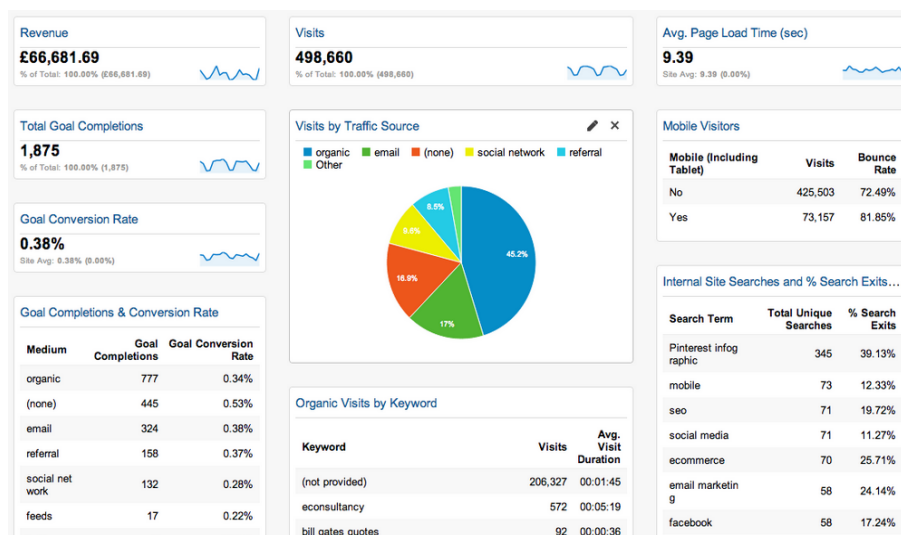 Revenue
£66,681.69
% of Total: 100.00% (£66,681.69)
Visits
498,660
% of Total: 100.00% (498,660)
Avg. Page Load Time (sec)
9.39
Site Avg: 9.39 (0.00%)
Total Goal Completions
1,875
% of Total: 100.00% (1,875)
Goal Conversion Rate
0.38%
Site Avg: 0.38% (0.00%)
Goal Completions & Conversion Rate
Medium Goal Completions Goal Conversion Rate
organic 777 0.34%
(none) 445 0.53%
email 324 0.38%
referral 158 0.37%
social net
work 132 0.28%
feeds 17 0.22%
Visits by Traffic Source
organic email (none) social network referral
Other
8.5%
9.6%
45.2%
16.9%
17%
Organic Visits by Keyword
Keyword Visits Avg. Visit Duration
(not provided) 206,327 00:01:45
econsultancy 572 00:05:19
bill gates quotes 92 00:00:36
Mobile Visitors
Mobile (Including Tablet) Visits Bounce Rate
No 425,503 72.49%
Yes 73,157 81.85%
Internal Site Searches and % Search Exits...
Search Term Total Unique Searches % Search Exits
Pinterest infog
raphic 345 39.13%
mobile 73 12.33%
seo 71 19.72%
social media 71 11.27%
ecommerce 70 25.71%
email marketin
g 58 24.14%
facebook 58 17.24%